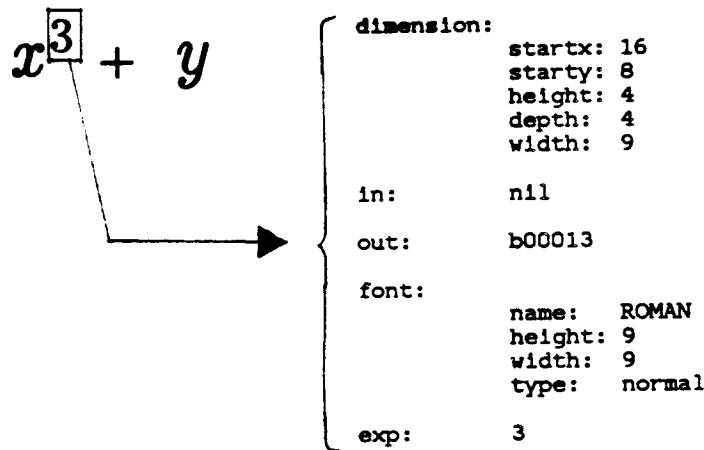 x³ + y
dimension:
startx: 16
starty: 8
height: 4
depth: 4
width: 9
in: nil
out: b00013
font:
name: ROMAN
height: 9
width: 9
type: normal
exp: 3